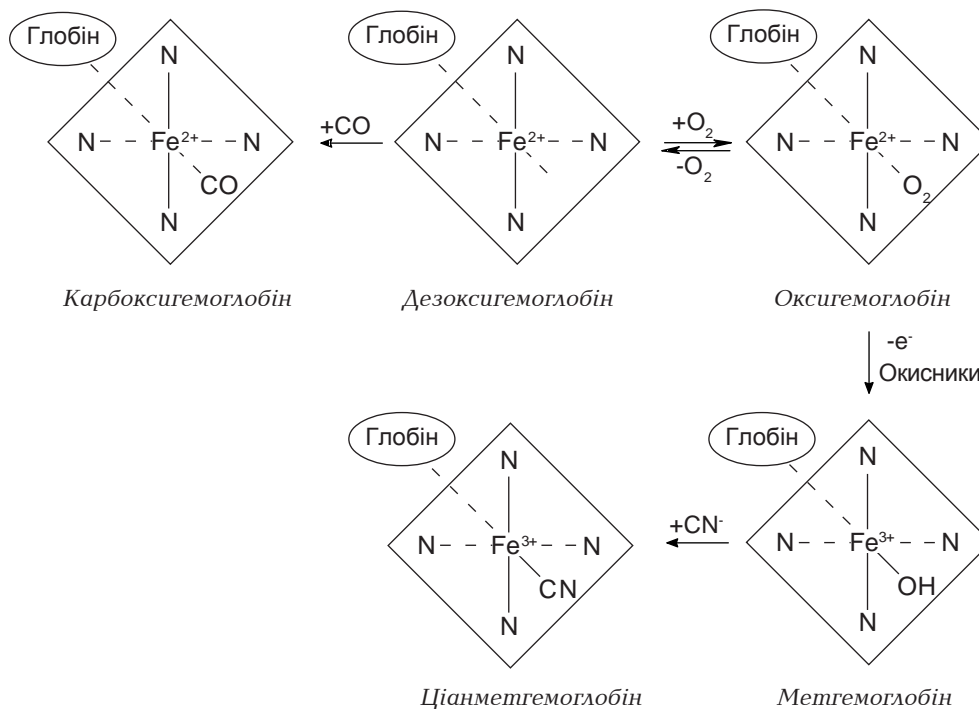 Глобін
N
N
Fe²⁺
N
CO
N
Карбоксигемоглобін
+CO
Глобін
N
N
Fe²⁺
N
N
Дезоксигемоглобін
+O₂
-O₂
Глобін
N
N
Fe²⁺
N
O₂
N
Оксигемоглобін
-e⁻
Окисники
Глобін
N
N
Fe³⁺
N
CN
N
Ціанметгемоглобін
+CN⁻
Глобін
N
N
Fe³⁺
N
OH
N
Метгемоглобін